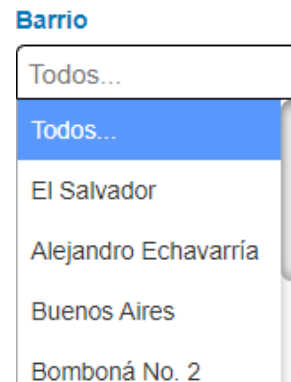 Barrio
Todos...
Todos...
El Salvador
Alejandro Echavarría
Buenos Aires
Bomboná No. 2